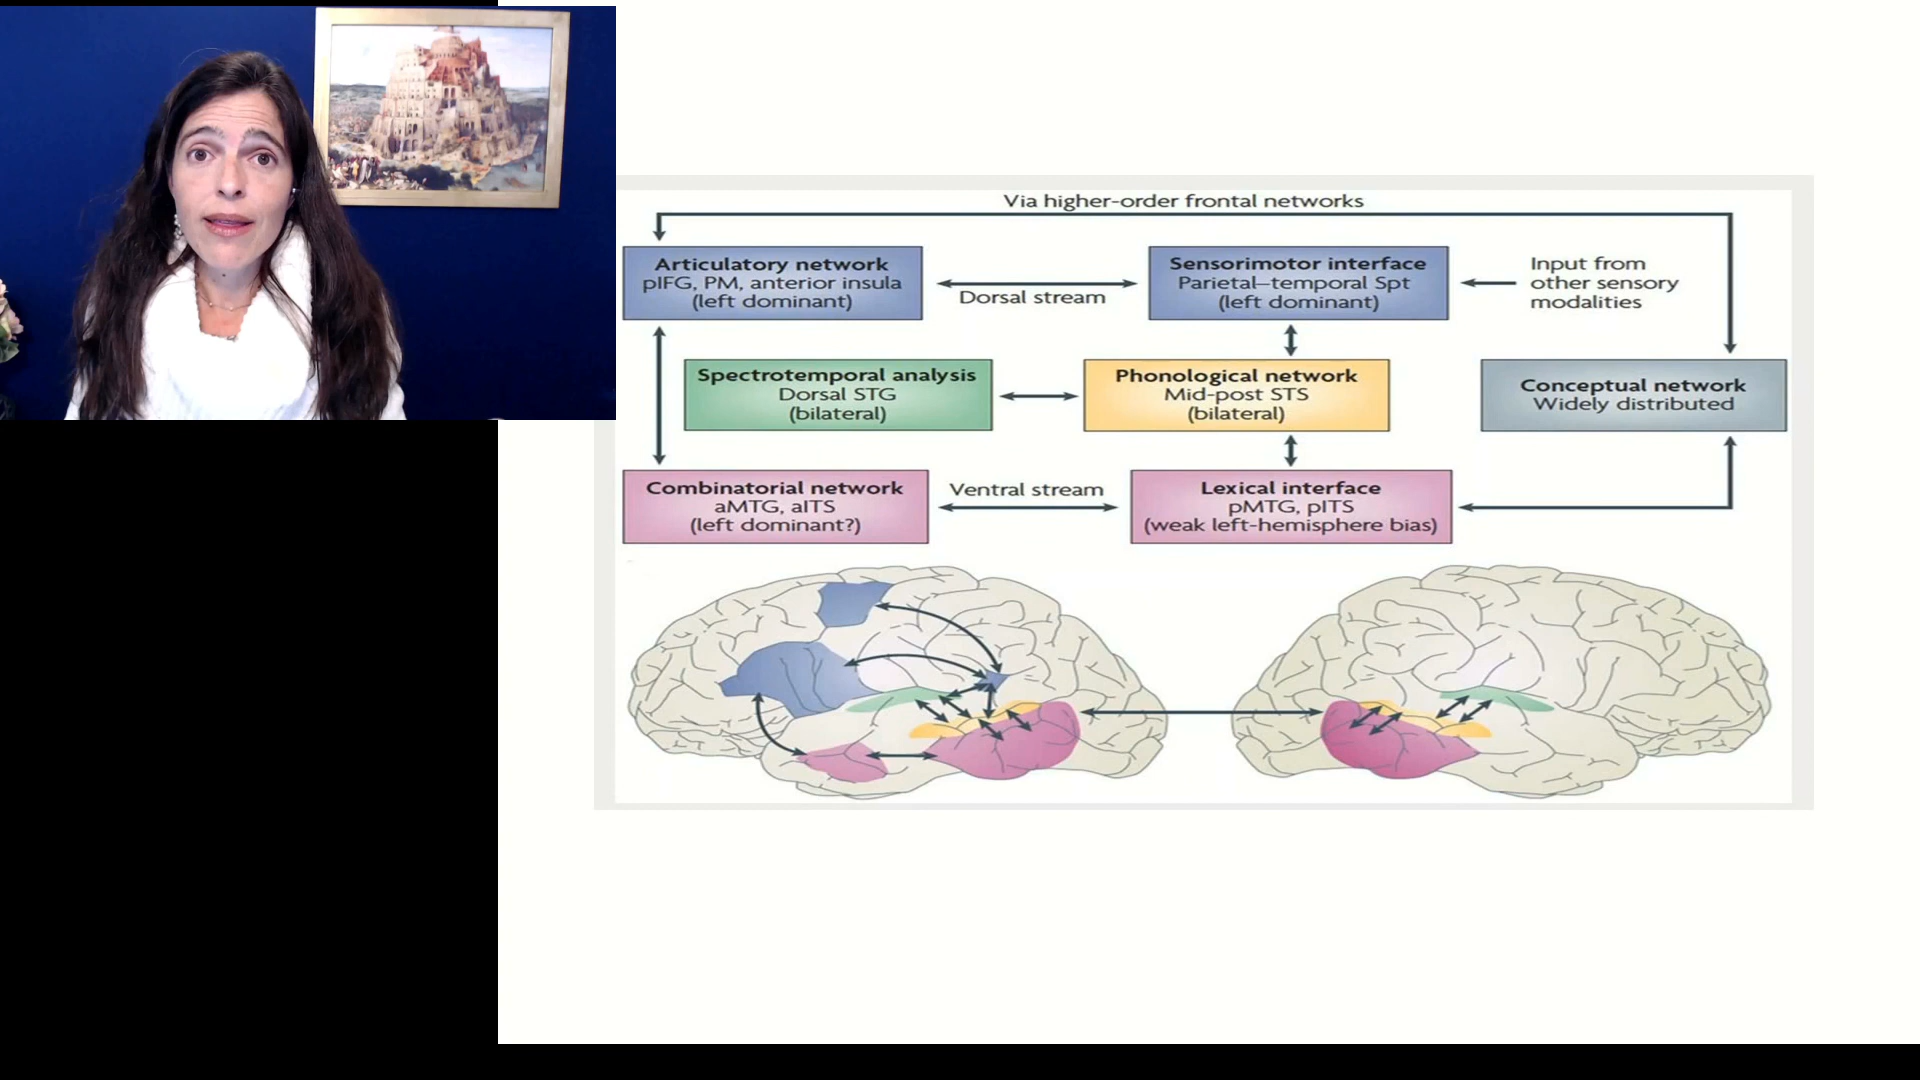 Via higher-order frontal networks
Articulatory network
pIFG, PM, anterior insula
(left dominant)
Dorsal stream
Sensorimotor interface
Parietal–temporal Spt
(left dominant)
Input from
other sensory
modalities
Spectrotemporal analysis
Dorsal STG
(bilateral)
Phonological network
Mid-post STS
(bilateral)
Conceptual network
Widely distributed
Combinatorial network
aMTG, aITS
(left dominant?)
Ventral stream
Lexical interface
pMTG, pITS
(weak left-hemisphere bias)